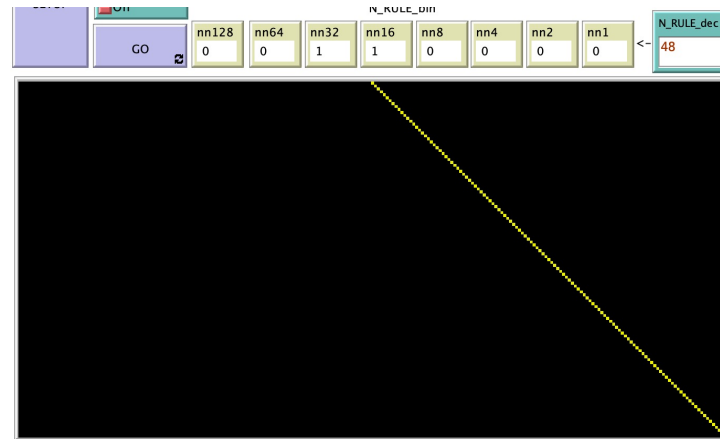 On
N_RULE_bin
nn128 nn64 nn32 nn16 nn8 nn4 nn2 nn1
N_RULE_dec
GO
0 0 1 1 0 0 0 0
<-
48